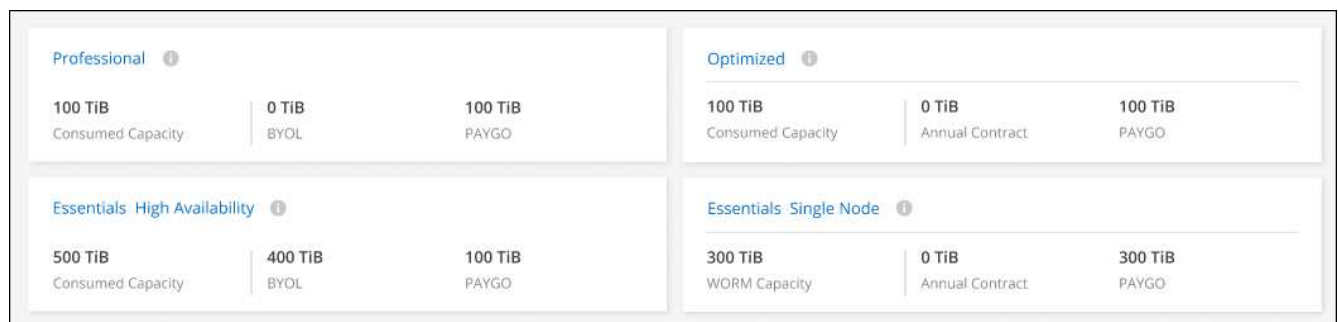 Professional
100 TiB 0 TiB 100 TiB
Consumed Capacity BYOL PAYGO
Optimized
100 TiB 0 TiB 100 TiB
Consumed Capacity Annual Contract PAYGO
Essentials High Availability
500 TiB 400 TiB 100 TiB
Consumed Capacity BYOL PAYGO
Essentials Single Node
300 TiB 0 TiB 300 TiB
WORM Capacity Annual Contract PAYGO